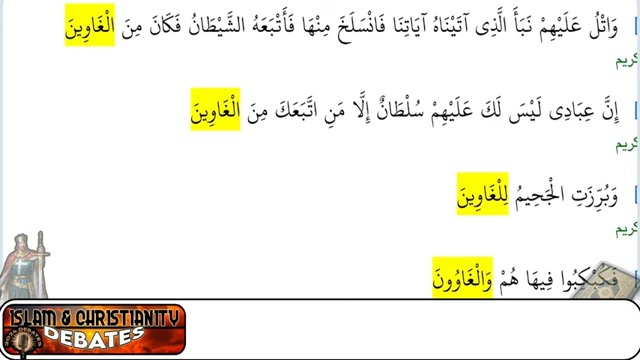 وَاتْلُ عَلَيْهِمْ نَبَأَ الَّذِى آتَيْنَاهُ آيَاتِنَا فَانْسَلَخَ مِنْهَا فَأَتْبَعَهُ الشَّيْطَانُ فَكَانَ مِنَ الْغَاوِينَ
كريم
إِنَّ عِبَادِى لَيْسَ لَكَ عَلَيْهِمْ سُلْطَانٌ إِلَّا مَنِ اتَّبَعَكَ مِنَ الْغَاوِينَ
كريم
وَبُرِّزَتِ الْجَحِيمُ لِلْغَاوِينَ
كريم
فَكُبْكِبُوا فِيهَا هُمْ وَالْغَاوُونَ
ISLAM & CHRISTIANITY
DEBATES